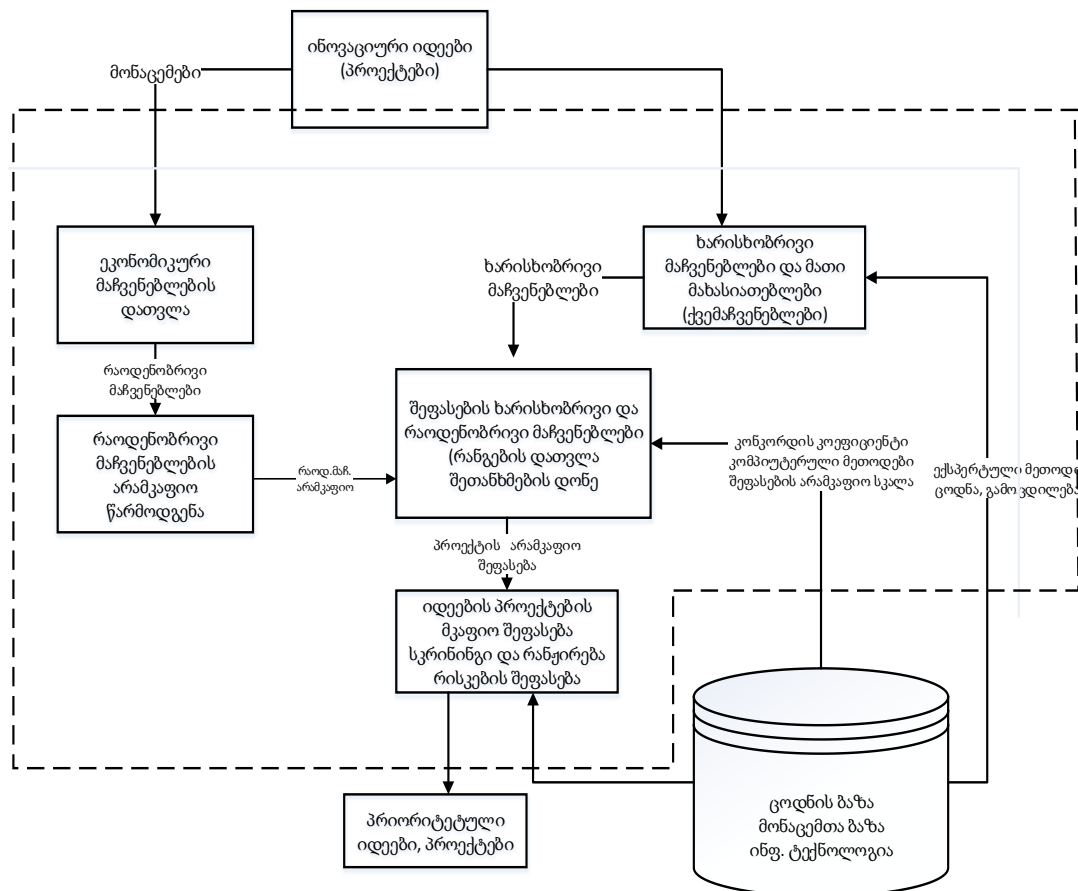 ინოვაციური იდეები
(პროექტები)
მონაცემები
ეკონომიკური
მაჩვენებლების
დათვლა
ხარისხობრივი
მაჩვენებლები
ხარისხობრივი
მაჩვენებლები და მათი
მახასიათებლები
(ქვემაჩვენებლები)
რაოდენობრივი
მაჩვენებლები
რაოდენობრივი
მაჩვენებლების
არამკაფიო
წარმოდგენა
რაოდ.მაჩ.
არამკაფიო
შეფასების ხარისხობრივი და
რაოდენობრივი მაჩვენებლები
(რანგების დათვლა
შეთანხმების დონე
კონკორდის კოეფიციენტი
კომპიუტერული მეთოდები
შეფასების არამკაფიო სკალა
ექსპერტული მეთოდ
ცოდნა, გამოცდილება
პროექტის არამკაფიო
შეფასება
იდეების პროექტების
მკაფიო შეფასება
სკრინინგი და რანჟირება
რისკების შეფასება
პრიორიტეტული
იდეები, პროექტები
ცოდნის ბაზა
მონაცემთა ბაზა
ინფ. ტექნოლოგია